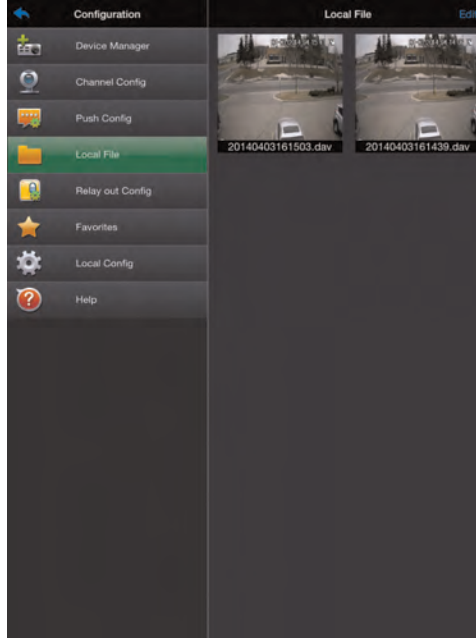 Configuration
Device Manager
Channel Config
Push Config
Local File
Relay out Config
Favorites
Local Config
Help
Local File
Edit
20140403161503.dav
20140403161439.dav